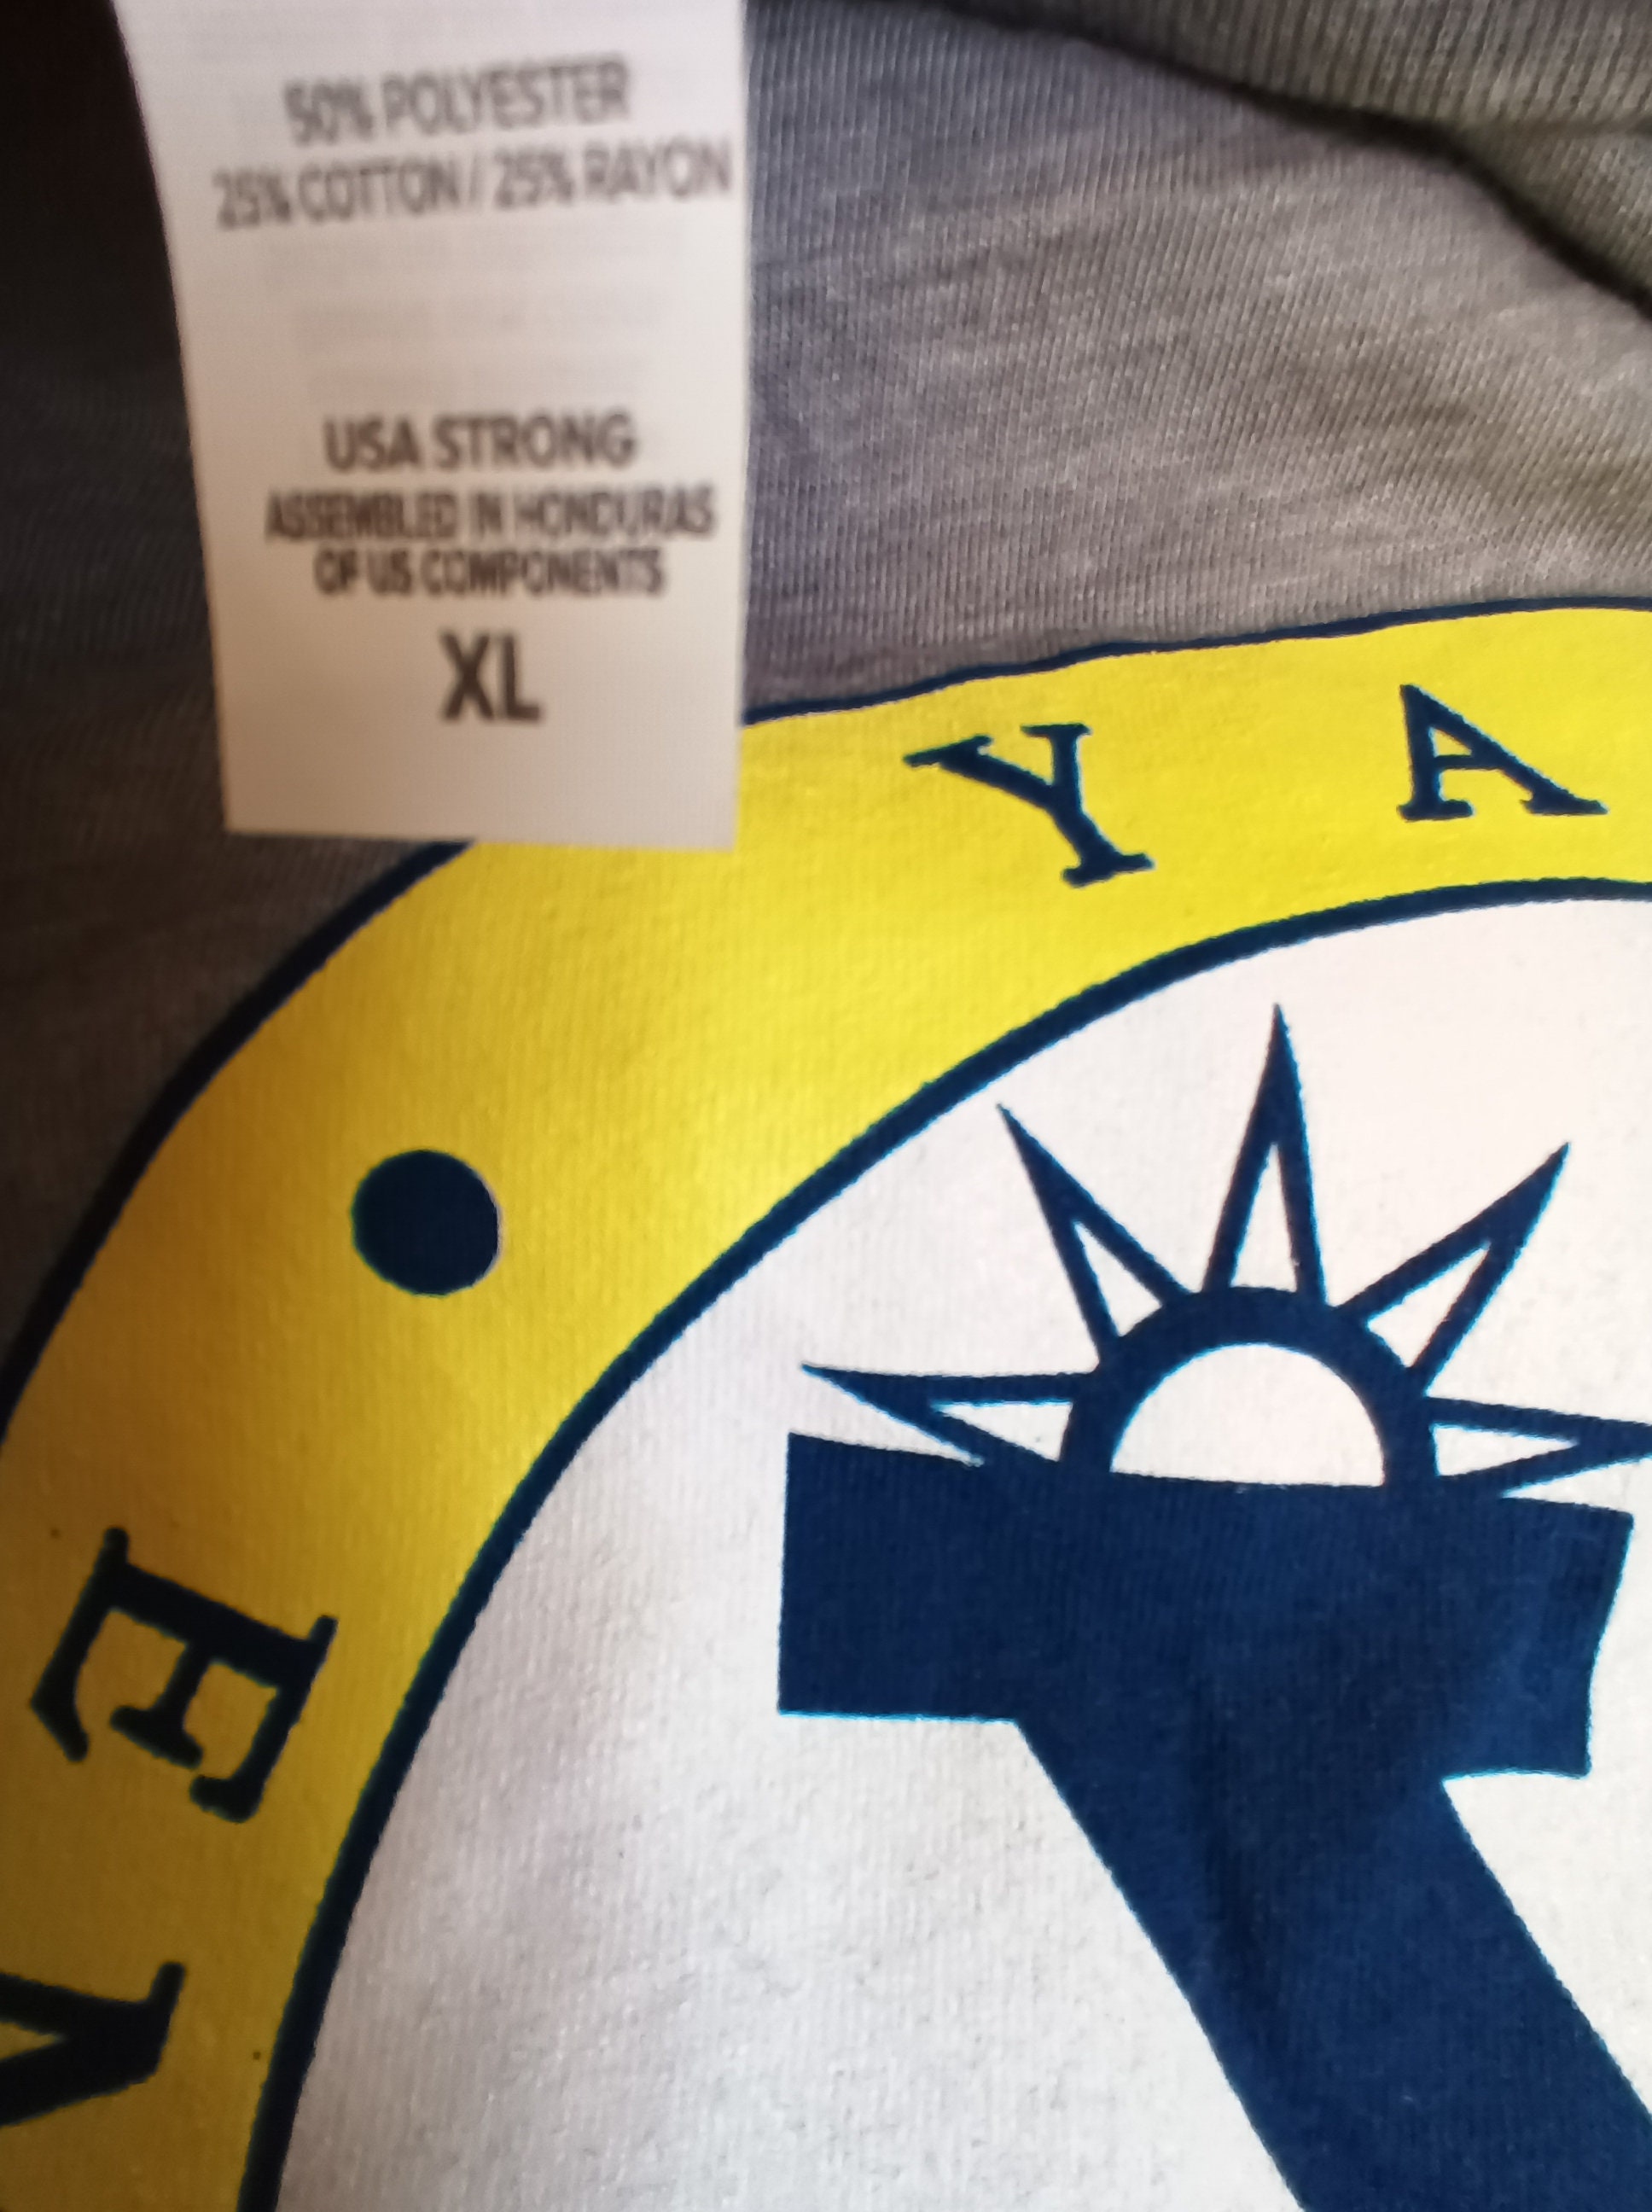 50% POLYESTER
25% COTTON / 25% RAYON
USA STRONG
ASSEMBLED IN HONDURAS
OF US COMPONENTS
XL
Y A
E